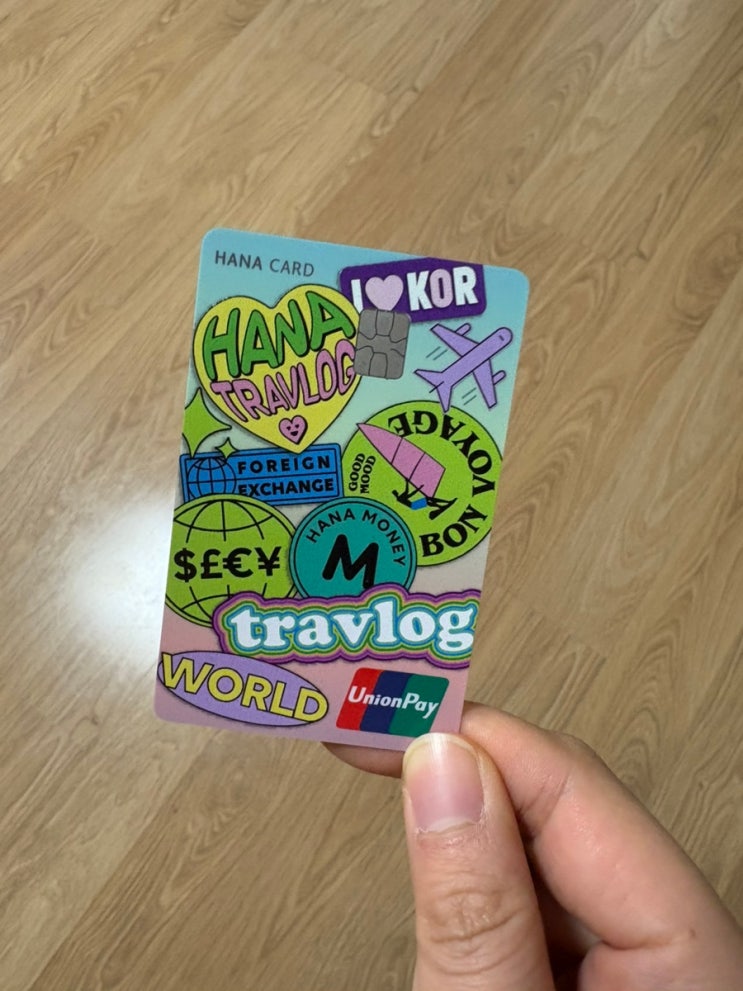 HANA CARD
I KOR
HANA
TRAVLOG
BON VOYAGE
GOOD
MOOD
FOREIGN
EXCHANGE
$£€¥
HANA MONEY
M
travlog
WORLD
UnionPay